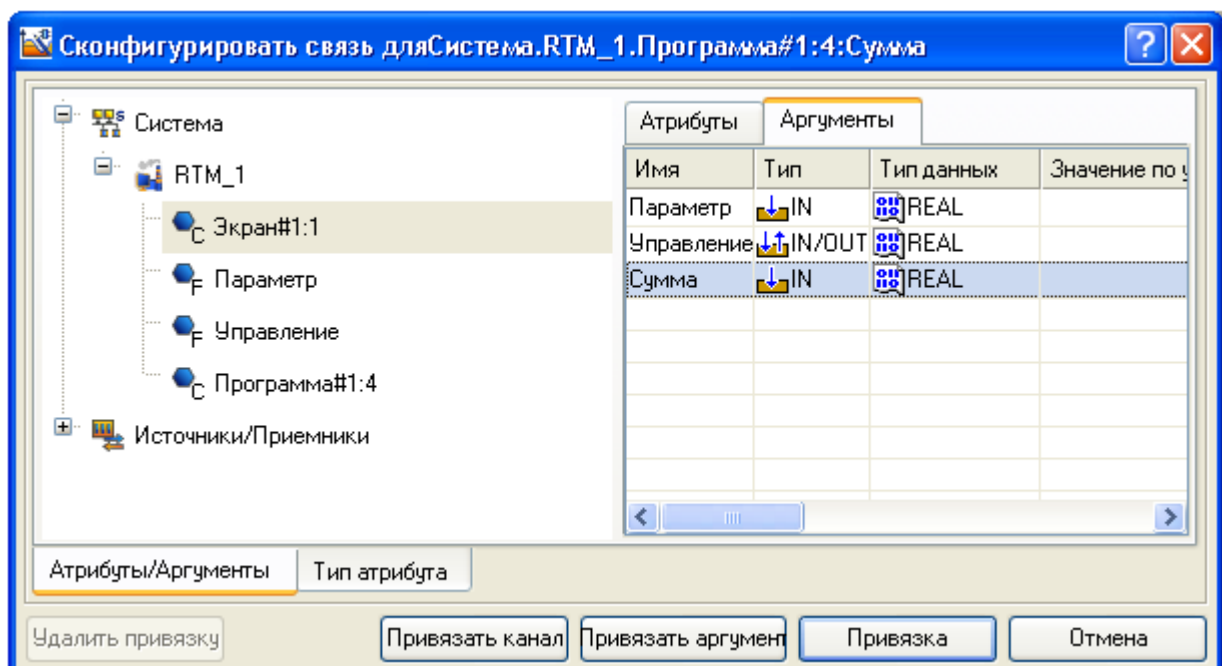 Сконфигурировать связь дляСистема.RTM_1.Программа#1:4:Сумма
Система
RTM_1
Экран#1:1
Параметр
Управление
Программа#1:4
Источники/Приемники
Атрибуты Аргументы
Имя Тип Тип данных Значение по у
Параметр IN REAL
Управление IN/OUT REAL
Сумма IN REAL
Атрибуты/Аргументы Тип атрибута
Удалить привязку Привязать канал Привязать аргумент Привязка Отмена